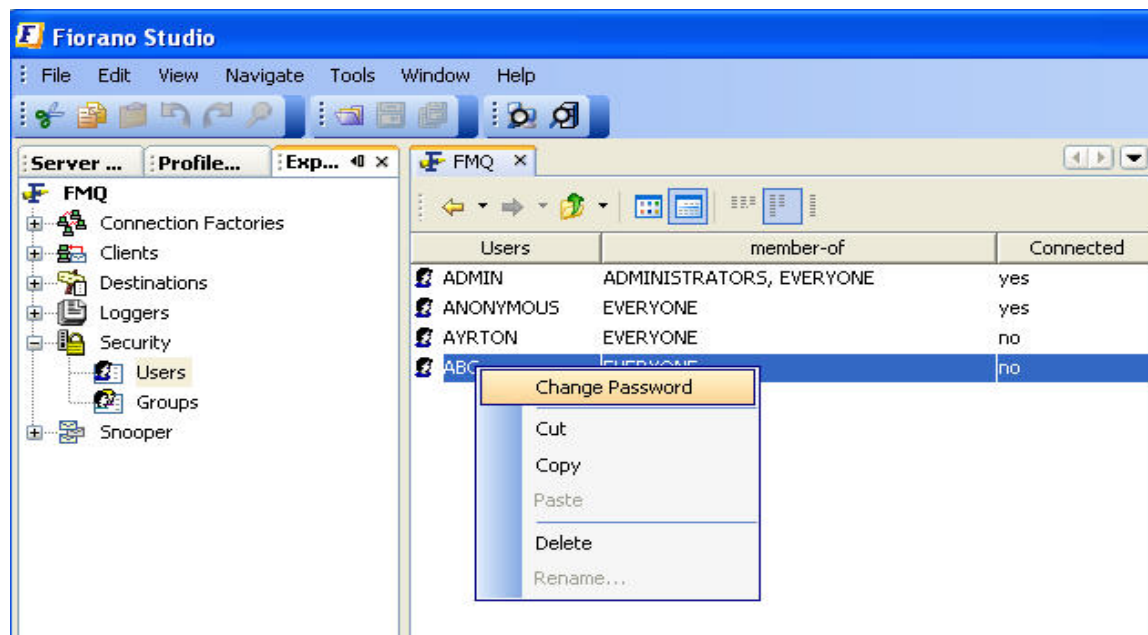 Fiorano Studio
File Edit View Navigate Tools Window Help
Server ... Profile... Exp...
FMQ
FMQ
Connection Factories
Clients
Destinations
Loggers
Security
Users
Groups
Snooper
Users member-of Connected
ADMIN ADMINISTRATORS, EVERYONE yes
ANONYMOUS EVERYONE yes
AYRTON EVERYONE no
ABC EVERYONE no
Change Password
Cut
Copy
Paste
Delete
Rename...